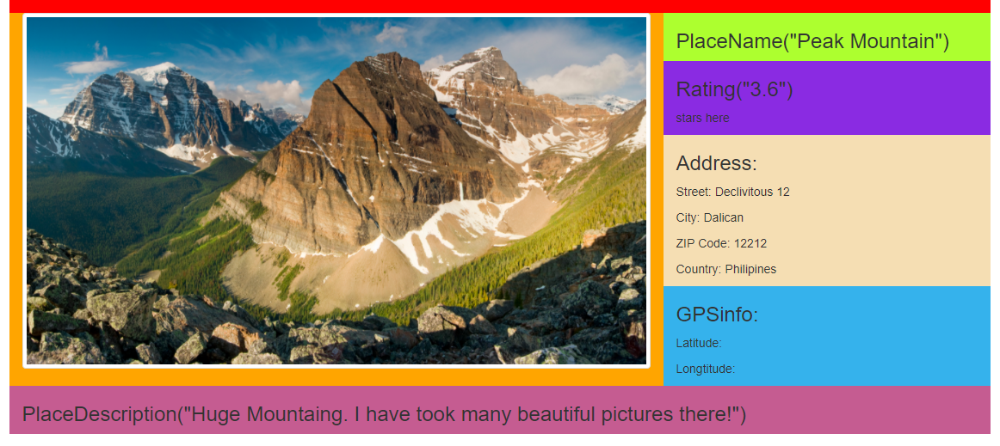 PlaceName("Peak Mountain")
Rating("3.6")
stars here
Address:
Street: Declivitous 12
City: Dalican
ZIP Code: 12212
Country: Philipines
GPSinfo:
Latitude:
Longtitude:
PlaceDescription("Huge Mountaing. I have took many beautiful pictures there!")